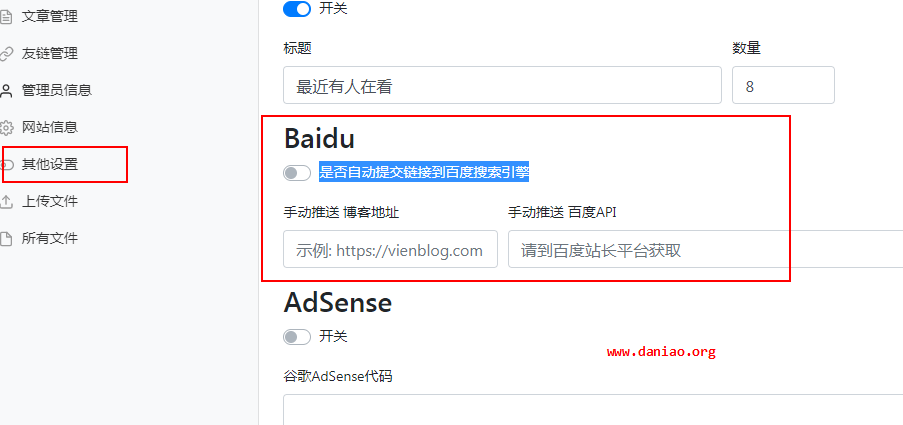 文章管理
友链管理
管理员信息
网站信息
其他设置
上传文件
所有文件
开关
标题 数量
最近有人在看 8
Baidu
是否自动提交链接到百度搜索引擎
手动推送 博客地址 手动推送 百度API
示例: https://vienblog.com 请到百度站长平台获取
AdSense
开关
www.daniao.org
谷歌AdSense代码